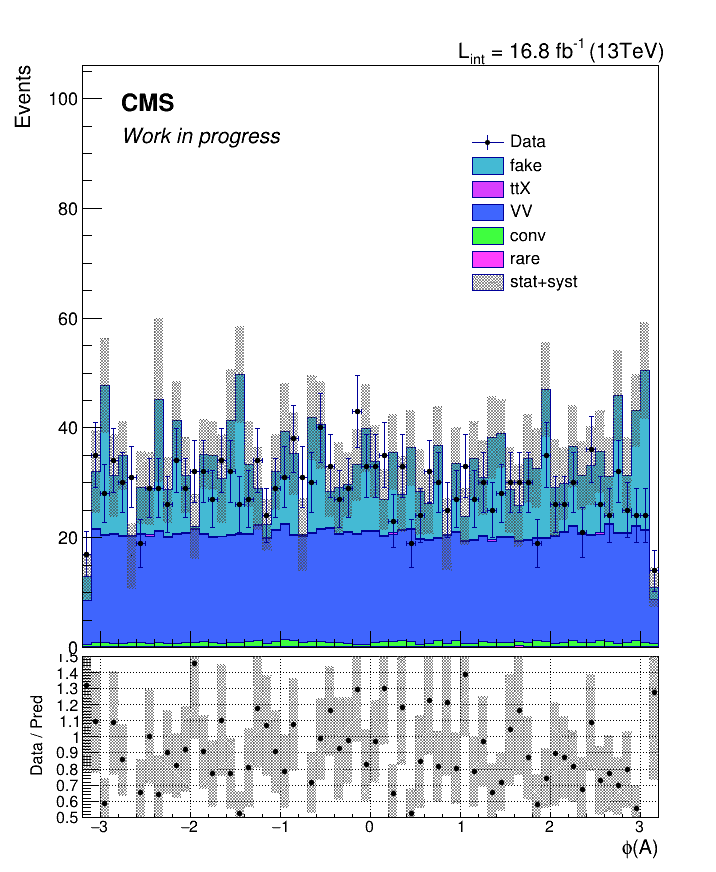 L_int = 16.8 fb^-1 (13TeV)
Events
CMS
Work in progress
Data
fake
ttX
VV
conv
rare
stat+syst
100
80
60
40
20
0
Data / Pred
1.5
1.4
1.3
1.2
1.1
1
0.9
0.8
0.7
0.6
0.5
−3 −2 −1 0 1 2 3
ϕ(A)